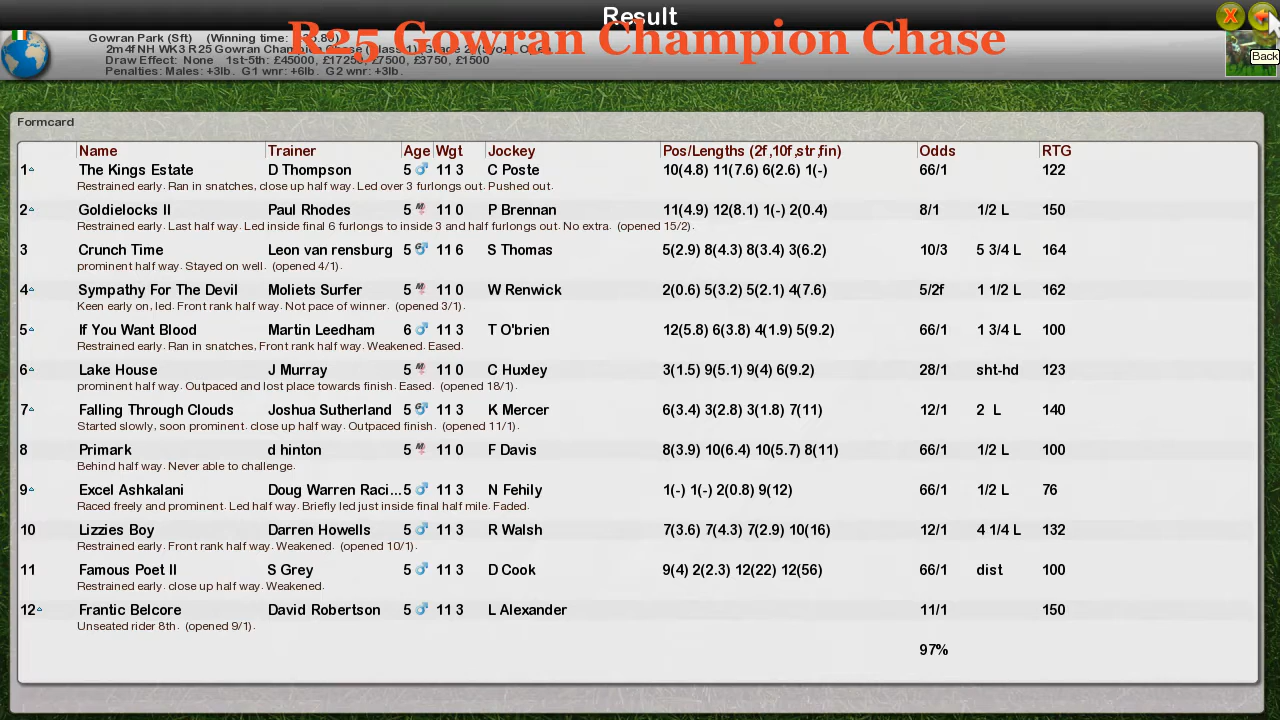 Result
R25 Gowran Champion Chase
X
Gowran Park (Sft) (Winning time:
2m4f NH WK3 R25 Gowran
Draw Effect: None 1st-5th: £45000, £17250, £7500, £3750, £1500
Penalties: Males: +3lb. G1 wnr: +6lb. G2 wnr: +3lb.
Back
Formcard
Name Trainer Age Wgt Jockey Pos/Lengths (2f,10f,str,fin) Odds RTG
1 The Kings Estate D Thompson 5 11 3 C Poste 10(4.8) 11(7.6) 6(2.6) 1(-) 66/1 122
Restrained early. Ran in snatches, close up half way. Led over 3 furlongs out. Pushed out.
2 Goldielocks II Paul Rhodes 5 11 0 P Brennan 11(4.9) 12(8.1) 1(-) 2(0.4) 8/1 1/2 L 150
Restrained early. Last half way. Led inside final 6 furlongs to inside 3 and half furlongs out. No extra. (opened 15/2).
3 Crunch Time Leon van rensburg 5 11 6 S Thomas 5(2.9) 8(4.3) 8(3.4) 3(6.2) 10/3 5 3/4 L 164
prominent half way. Stayed on well. (opened 4/1).
4 Sympathy For The Devil Moliets Surfer 5 11 0 W Renwick 2(0.6) 5(3.2) 5(2.1) 4(7.6) 5/2f 1 1/2 L 162
Keen early on, led. Front rank half way. Not pace of winner. (opened 3/1).
5 If You Want Blood Martin Leedham 6 11 3 T O'brien 12(5.8) 6(3.8) 4(1.9) 5(9.2) 66/1 1 3/4 L 100
Restrained early. Ran in snatches, Front rank half way. Weakened. Eased.
6 Lake House J Murray 5 11 0 C Huxley 3(1.5) 9(5.1) 9(4) 6(9.2) 28/1 sht-hd 123
prominent half way. Outpaced and lost place towards finish. Eased. (opened 18/1).
7 Falling Through Clouds Joshua Sutherland 5 11 3 K Mercer 6(3.4) 3(2.8) 3(1.8) 7(11) 12/1 2 L 140
Started slowly, soon prominent. close up half way. Outpaced finish. (opened 11/1).
8 Primark d hinton 5 11 0 F Davis 8(3.9) 10(6.4) 10(5.7) 8(11) 66/1 1/2 L 100
Behind half way. Never able to challenge.
9 Excel Ashkalani Doug Warren Raci... 5 11 3 N Fehily 1(-) 1(-) 2(0.8) 9(12) 66/1 1/2 L 76
Raced freely and prominent. Led half way. Briefly led just inside final half mile. Faded.
10 Lizzies Boy Darren Howells 5 11 3 R Walsh 7(3.6) 7(4.3) 7(2.9) 10(16) 12/1 4 1/4 L 132
Restrained early. Front rank half way. Weakened. (opened 10/1).
11 Famous Poet II S Grey 5 11 3 D Cook 9(4) 2(2.3) 12(22) 12(56) 66/1 dist 100
Restrained early. close up half way. Weakened.
12 Frantic Belcore David Robertson 5 11 3 L Alexander 11/1 150
Unseated rider 8th. (opened 9/1).
97%